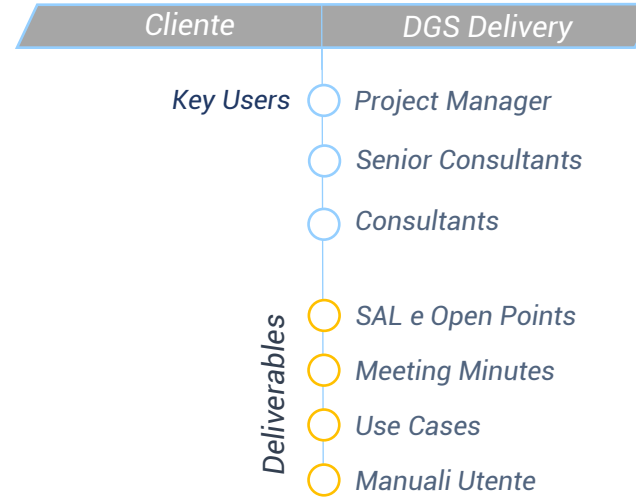 Cliente
DGS Delivery
Key Users
Project Manager
Senior Consultants
Consultants
Deliverables
SAL e Open Points
Meeting Minutes
Use Cases
Manuali Utente